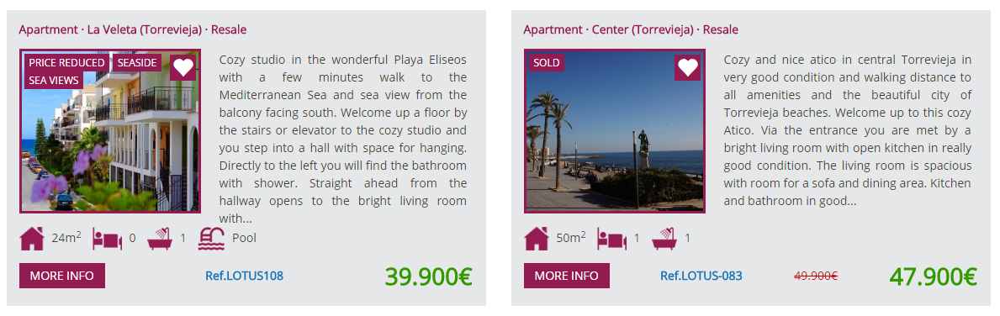 Apartment · La Veleta (Torrevieja) · Resale
PRICE REDUCED
SEASIDE
SEA VIEWS
Cozy studio in the wonderful Playa Eliseos
with a few minutes walk to the
Mediterranean Sea and sea view from the
balcony facing south. Welcome up a floor by
the stairs or elevator to the cozy studio and
you step into a hall with space for hanging.
Directly to the left you will find the bathroom
with shower. Straight ahead from the
hallway opens to the bright living room
with...
24m²
0
1
Pool
MORE INFO
Ref.LOTUS108
39.900€
Apartment · Center (Torrevieja) · Resale
SOLD
Cozy and nice atico in central Torrevieja in
very good condition and walking distance to
all amenities and the beautiful city of
Torrevieja beaches. Welcome up to this cozy
Atico. Via the entrance you are met by a
bright living room with open kitchen in really
good condition. The living room is spacious
with room for a sofa and dining area. Kitchen
and bathroom in good...
50m²
1
1
MORE INFO
Ref.LOTUS-083
49.900€
47.900€